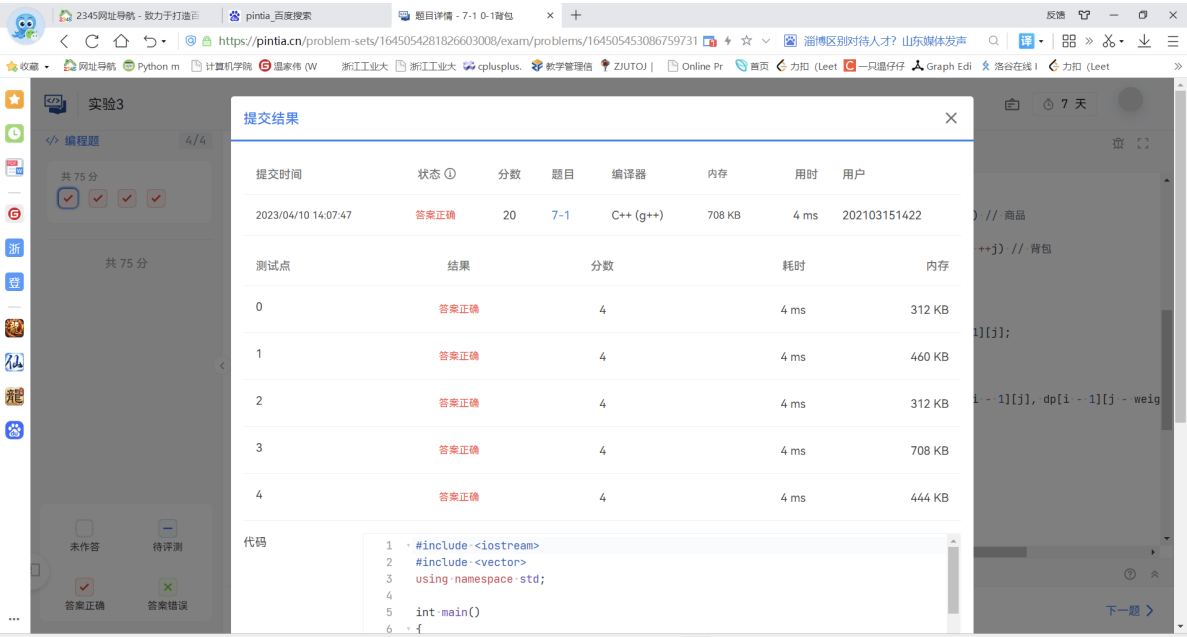 2345网址导航 - 致力于打造百
pintia_百度搜索
题目详情 - 7-1 0-1背包
反馈
https://pintia.cn/problem-sets/1645054281826603008/exam/problems/164505453086759731
淄博区别对待人才？山东媒体发声
译
收藏
网址导航
Python m
计算机学院
温家伟 (W
浙江工业大
浙江工业大
cplusplus.
教学管理信
ZJUTOJ |
Online Pr
首页
力扣 (Leet
一只温仔仔
Graph Edi
洛谷在线 I
力扣 (Leet
实验3
7 天
编程题
4/4
共 75 分
共 75 分
浙
登
仙
龍
提交结果
提交时间 状态 分数 题目 编译器 内存 用时 用户
2023/04/10 14:07:47 答案正确 20 7-1 C++ (g++) 708 KB 4 ms 202103151422
测试点 结果 分数 耗时 内存
0 答案正确 4 4 ms 312 KB
1 答案正确 4 4 ms 460 KB
2 答案正确 4 4 ms 312 KB
3 答案正确 4 4 ms 708 KB
4 答案正确 4 4 ms 444 KB
代码
1 #include <iostream>
2 #include <vector>
3 using namespace std;
4
5 int main()
6 {
) // 商品
++j) // 背包
1][j];
i - 1][j], dp[i - 1][j - weig
未作答
待评测
答案正确
答案错误
下一题